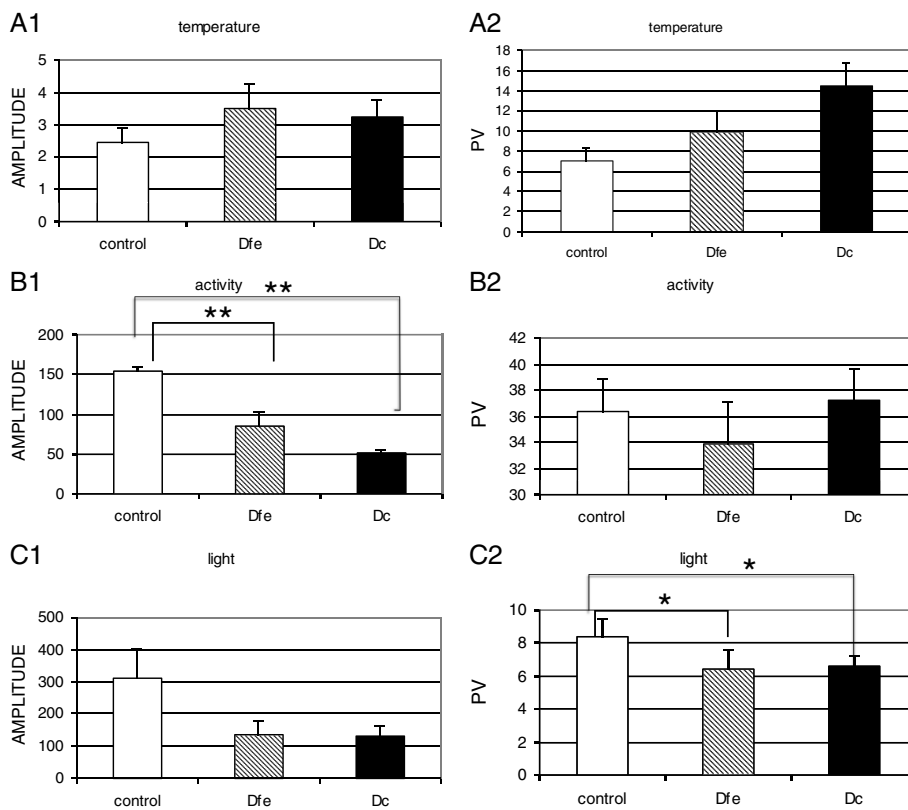 A1
temperature
AMPLITUDE
5
4
3
2
1
0
control Dfe Dc
A2
temperature
PV
18
16
14
12
10
8
6
4
2
0
control Dfe Dc
B1
activity
**
**
AMPLITUDE
200
150
100
50
0
control Dfe Dc
B2
activity
PV
42
40
38
36
34
32
30
control Dfe Dc
C1
light
AMPLITUDE
500
400
300
200
100
0
control Dfe Dc
C2
light
*
*
PV
10
8
6
4
2
0
control Dfe Dc